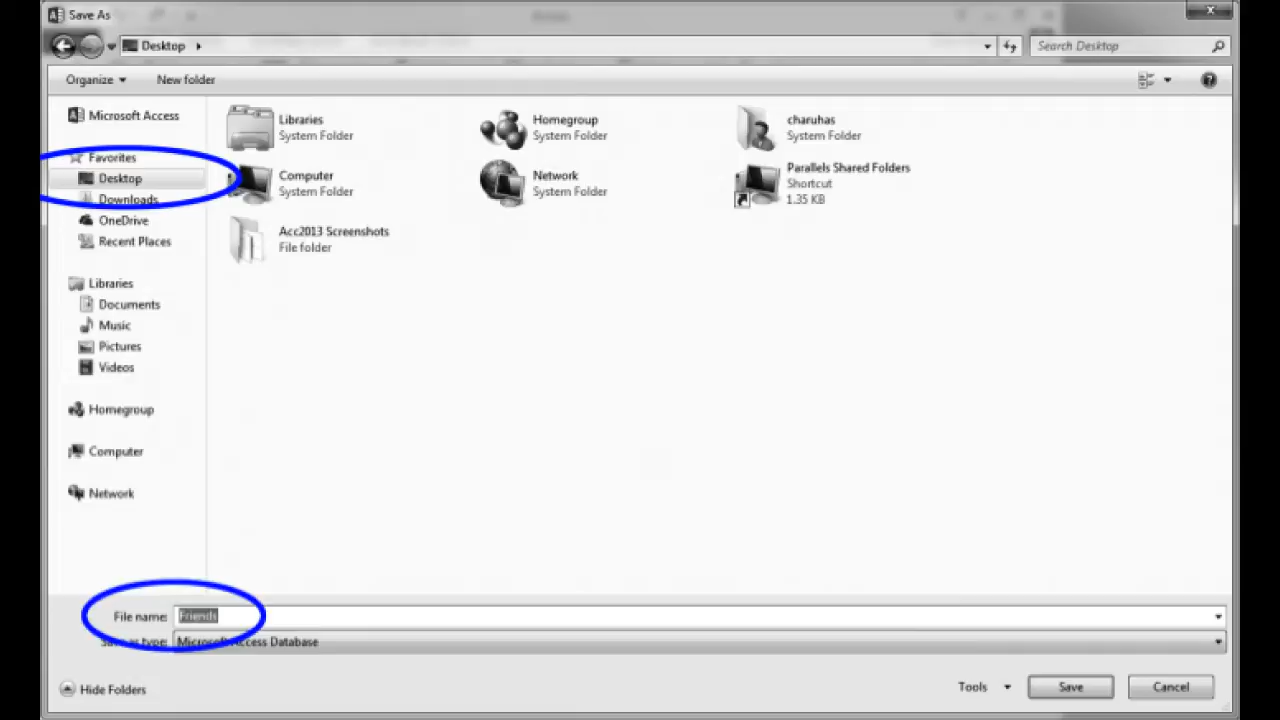 Save As
Desktop
Search Desktop
Organize
New folder
Microsoft Access
Favorites
Desktop
Downloads
OneDrive
Recent Places
Libraries
Documents
Music
Pictures
Videos
Homegroup
Computer
Network
Libraries
System Folder
Homegroup
System Folder
charuhas
System Folder
Computer
System Folder
Network
System Folder
Parallels Shared Folders
Shortcut
1.35 KB
Acc2013 Screenshots
File folder
File name: Friends
Save as type: Microsoft Access Database
Hide Folders
Tools
Save
Cancel